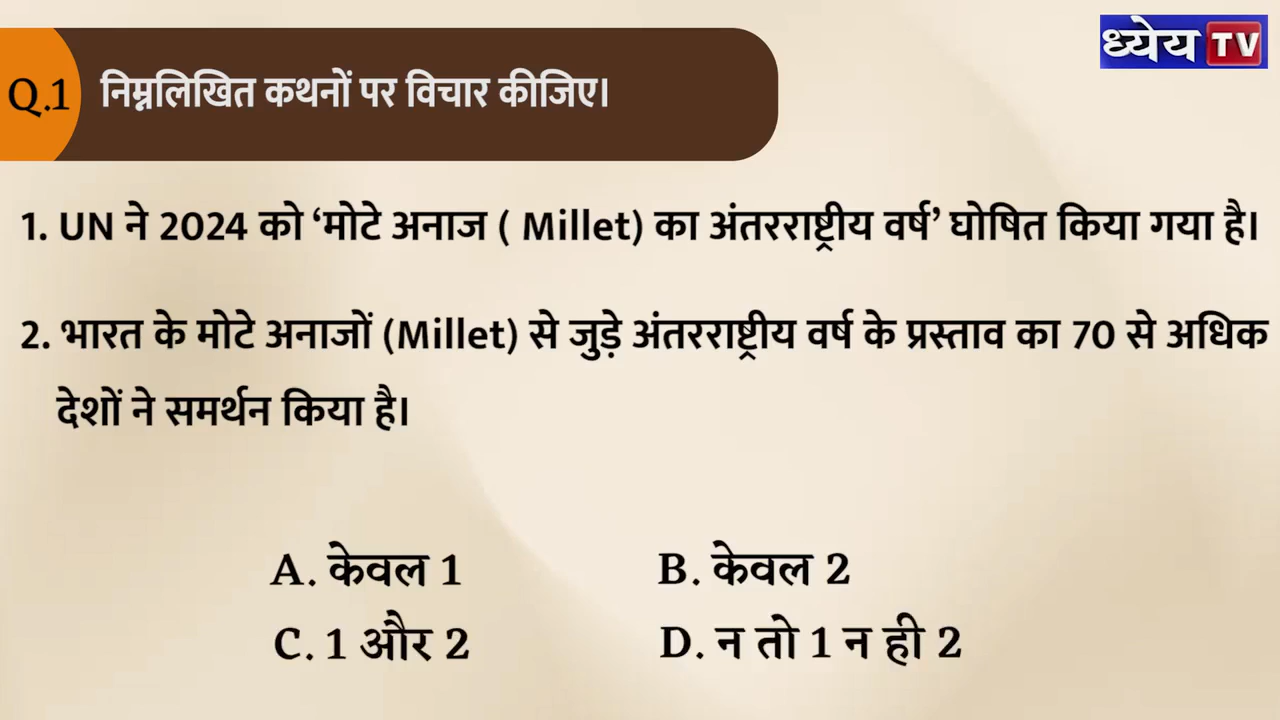 ध्येय TV
Q.1 निम्नलिखित कथनों पर विचार कीजिए।
1. UN ने 2024 को ‘मोटे अनाज ( Millet) का अंतरराष्ट्रीय वर्ष’ घोषित किया गया है।
2. भारत के मोटे अनाजों (Millet) से जुड़े अंतरराष्ट्रीय वर्ष के प्रस्ताव का 70 से अधिक
देशों ने समर्थन किया है।
A. केवल 1 B. केवल 2
C. 1 और 2 D. न तो 1 न ही 2